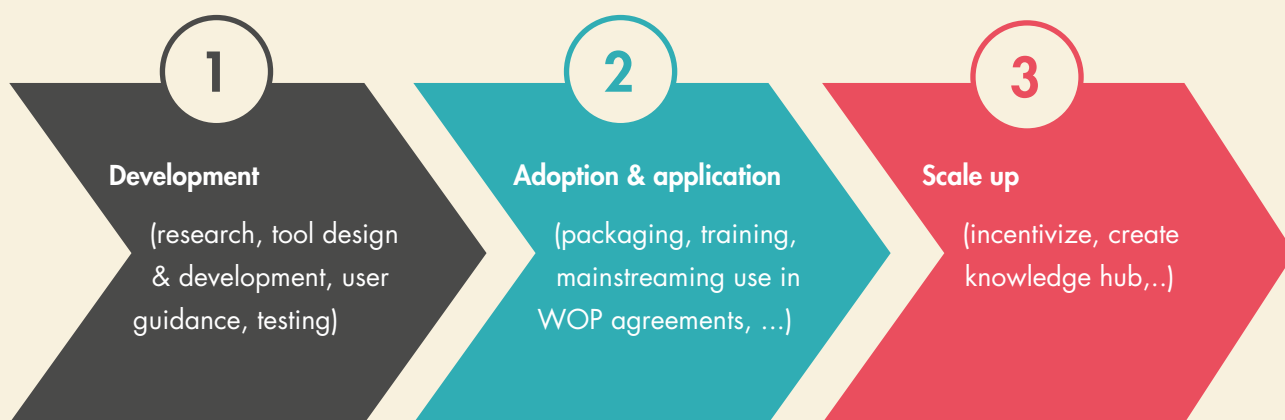 1
Development
(research, tool design
& development, user
guidance, testing)
2
Adoption & application
(packaging, training,
mainstreaming use in
WOP agreements, ...)
3
Scale up
(incentivize, create
knowledge hub,..)